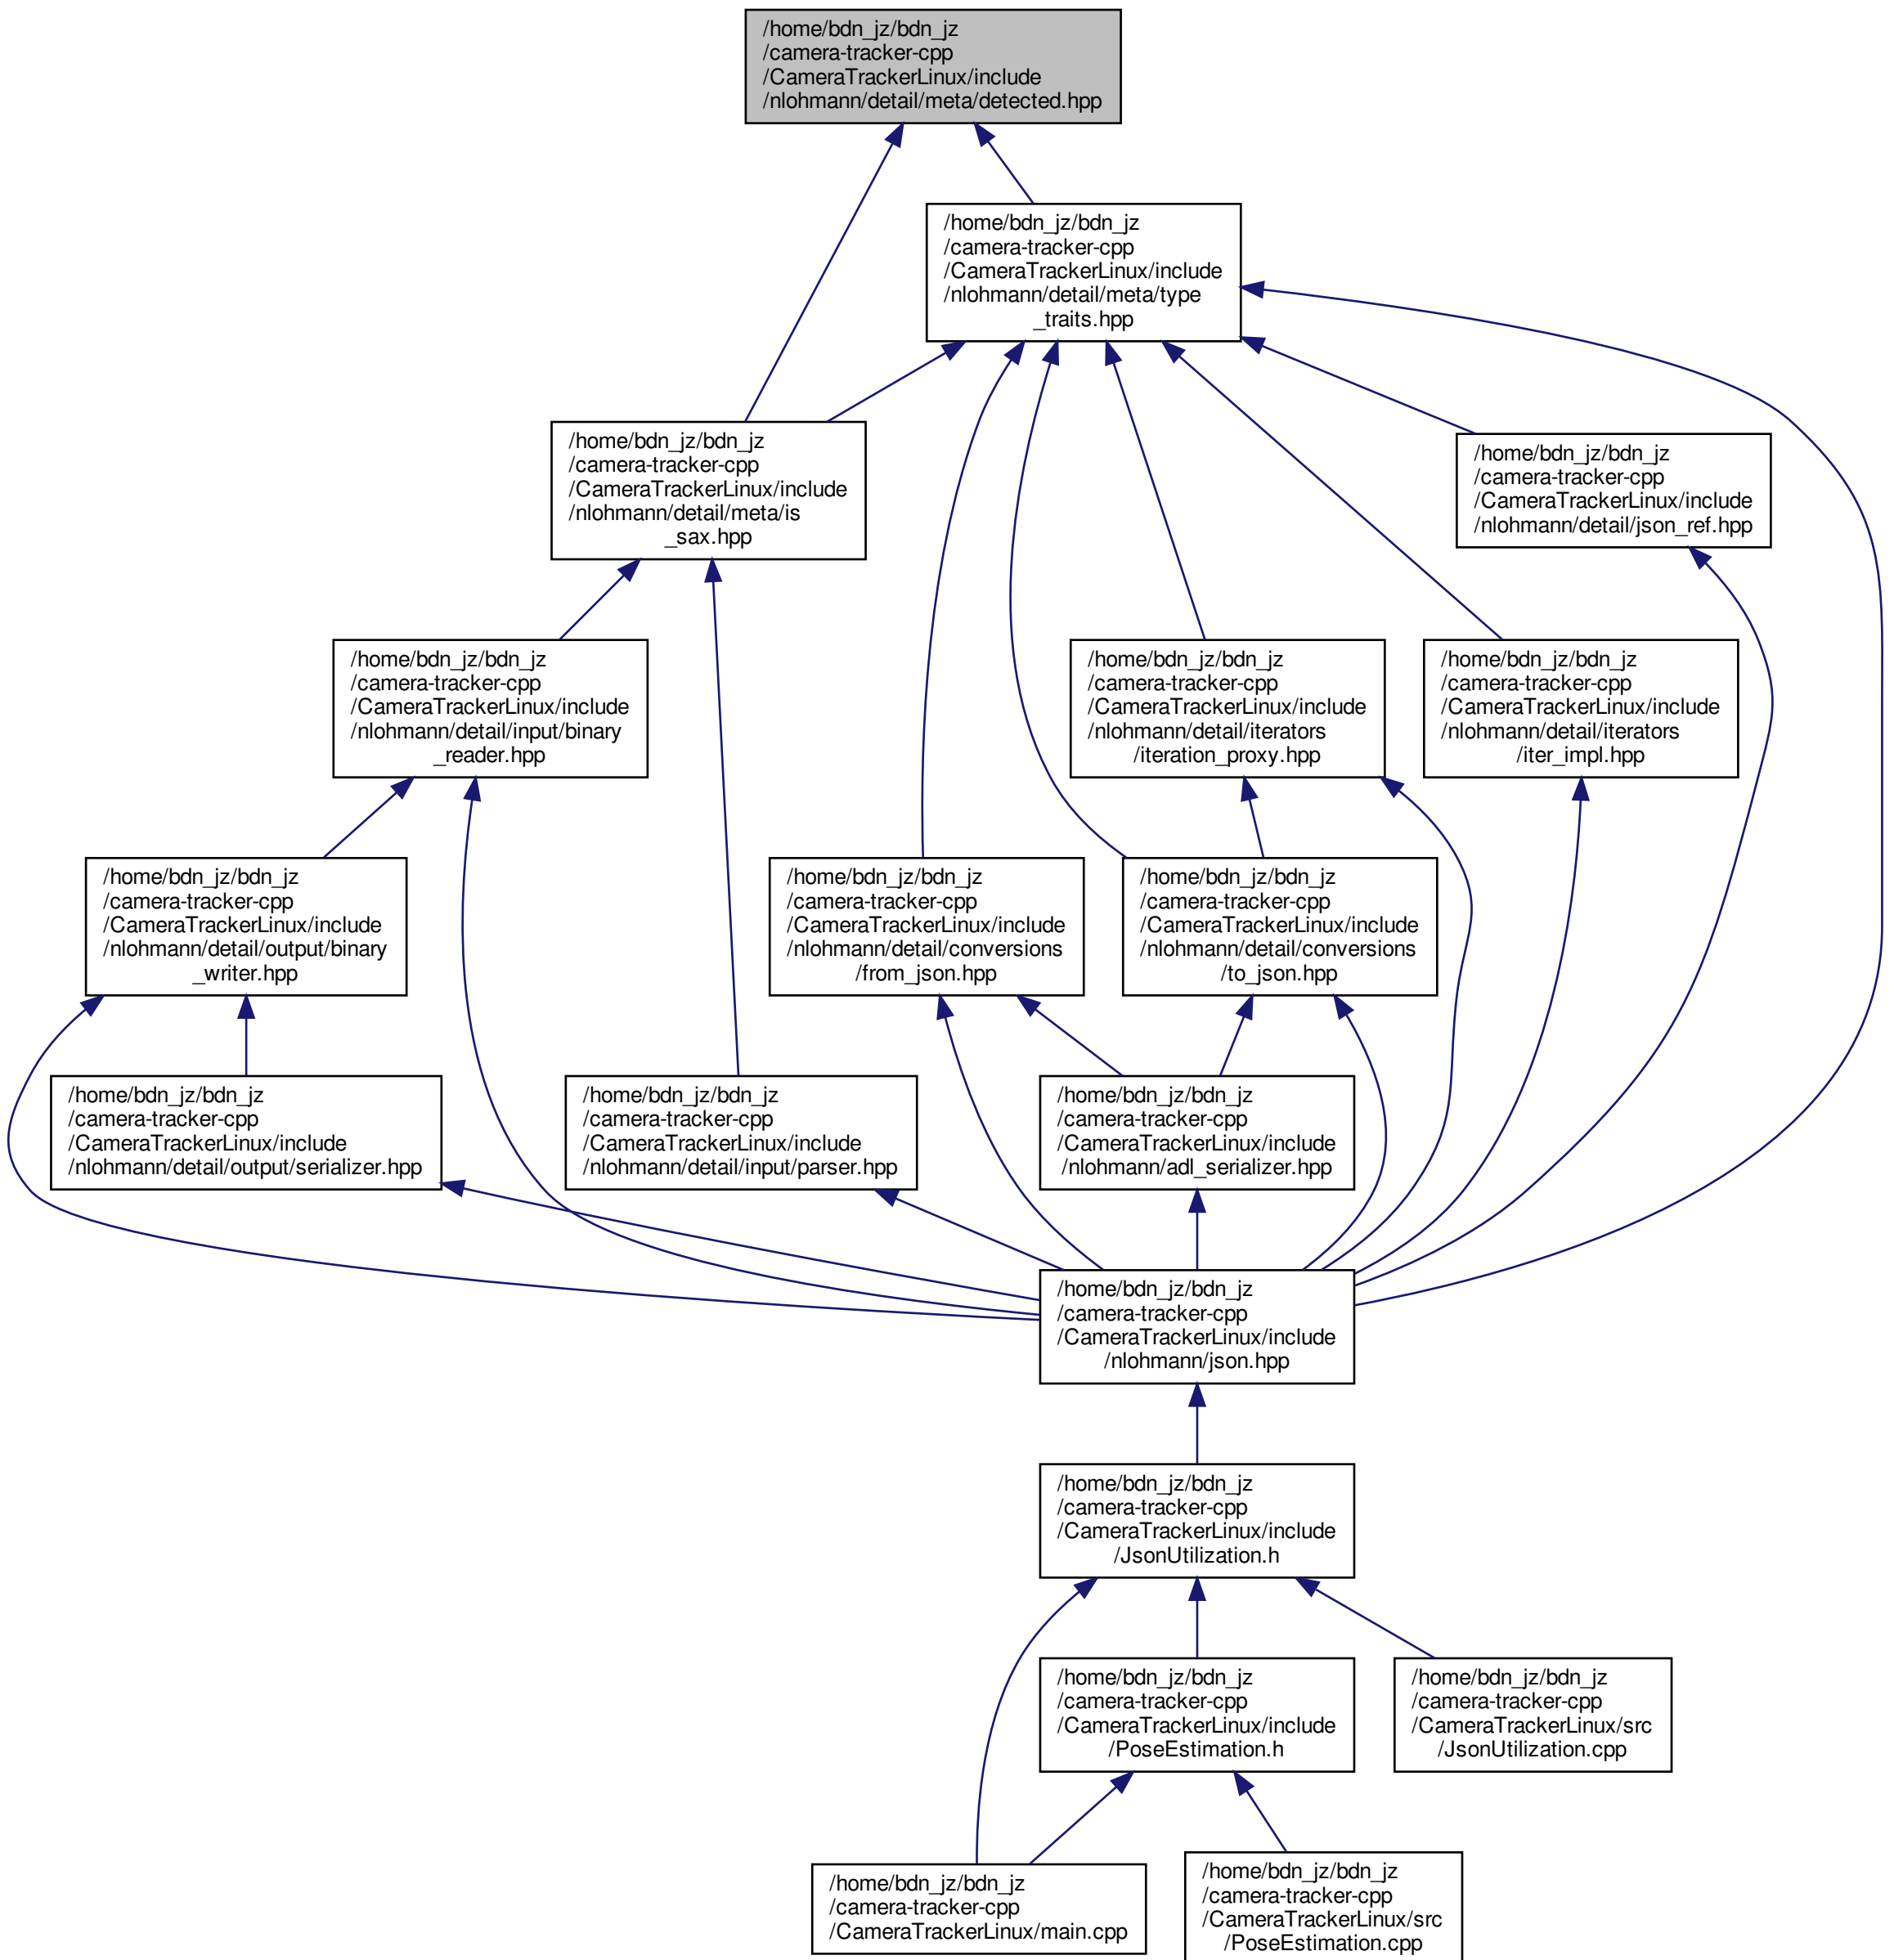 /home/bdn_jz/bdn_jz
/camera-tracker-cpp
/CameraTrackerLinux/include
/nlohmann/detail/meta/detected.hpp
/home/bdn_jz/bdn_jz
/camera-tracker-cpp
/CameraTrackerLinux/include
/nlohmann/detail/meta/type
_traits.hpp
/home/bdn_jz/bdn_jz
/camera-tracker-cpp
/CameraTrackerLinux/include
/nlohmann/detail/meta/is
_sax.hpp
/home/bdn_jz/bdn_jz
/camera-tracker-cpp
/CameraTrackerLinux/include
/nlohmann/detail/json_ref.hpp
/home/bdn_jz/bdn_jz
/camera-tracker-cpp
/CameraTrackerLinux/include
/nlohmann/detail/input/binary
_reader.hpp
/home/bdn_jz/bdn_jz
/camera-tracker-cpp
/CameraTrackerLinux/include
/nlohmann/detail/iterators
/iteration_proxy.hpp
/home/bdn_jz/bdn_jz
/camera-tracker-cpp
/CameraTrackerLinux/include
/nlohmann/detail/iterators
/iter_impl.hpp
/home/bdn_jz/bdn_jz
/camera-tracker-cpp
/CameraTrackerLinux/include
/nlohmann/detail/output/binary
_writer.hpp
/home/bdn_jz/bdn_jz
/camera-tracker-cpp
/CameraTrackerLinux/include
/nlohmann/detail/conversions
/from_json.hpp
/home/bdn_jz/bdn_jz
/camera-tracker-cpp
/CameraTrackerLinux/include
/nlohmann/detail/conversions
/to_json.hpp
/home/bdn_jz/bdn_jz
/camera-tracker-cpp
/CameraTrackerLinux/include
/nlohmann/detail/output/serializer.hpp
/home/bdn_jz/bdn_jz
/camera-tracker-cpp
/CameraTrackerLinux/include
/nlohmann/detail/input/parser.hpp
/home/bdn_jz/bdn_jz
/camera-tracker-cpp
/CameraTrackerLinux/include
/nlohmann/adl_serializer.hpp
/home/bdn_jz/bdn_jz
/camera-tracker-cpp
/CameraTrackerLinux/include
/nlohmann/json.hpp
/home/bdn_jz/bdn_jz
/camera-tracker-cpp
/CameraTrackerLinux/include
/JsonUtilization.h
/home/bdn_jz/bdn_jz
/camera-tracker-cpp
/CameraTrackerLinux/include
/PoseEstimation.h
/home/bdn_jz/bdn_jz
/camera-tracker-cpp
/CameraTrackerLinux/src
/JsonUtilization.cpp
/home/bdn_jz/bdn_jz
/camera-tracker-cpp
/CameraTrackerLinux/main.cpp
/home/bdn_jz/bdn_jz
/camera-tracker-cpp
/CameraTrackerLinux/src
/PoseEstimation.cpp